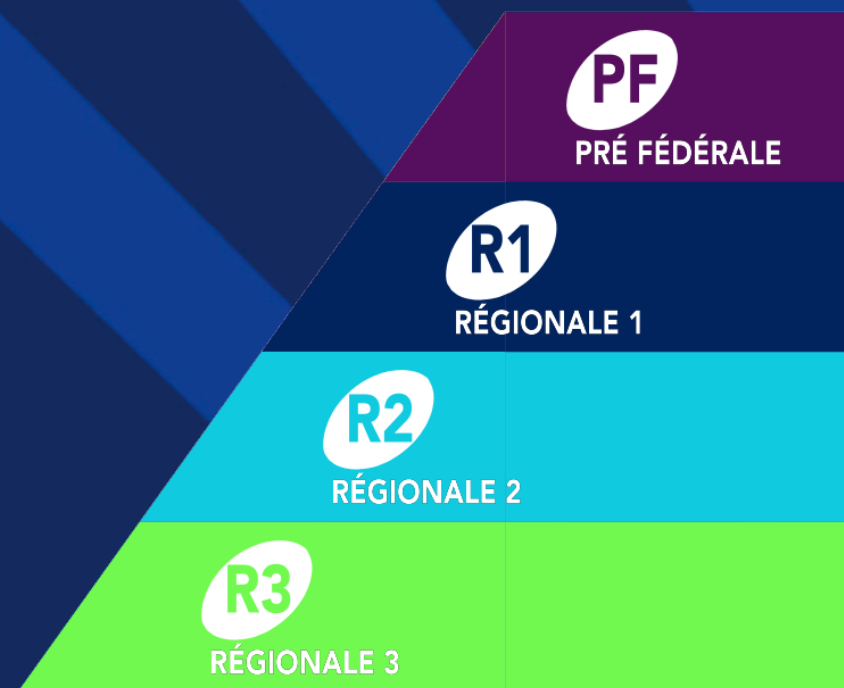 PF
PRÉ FÉDÉRALE
R1
RÉGIONALE 1
R2
RÉGIONALE 2
R3
RÉGIONALE 3